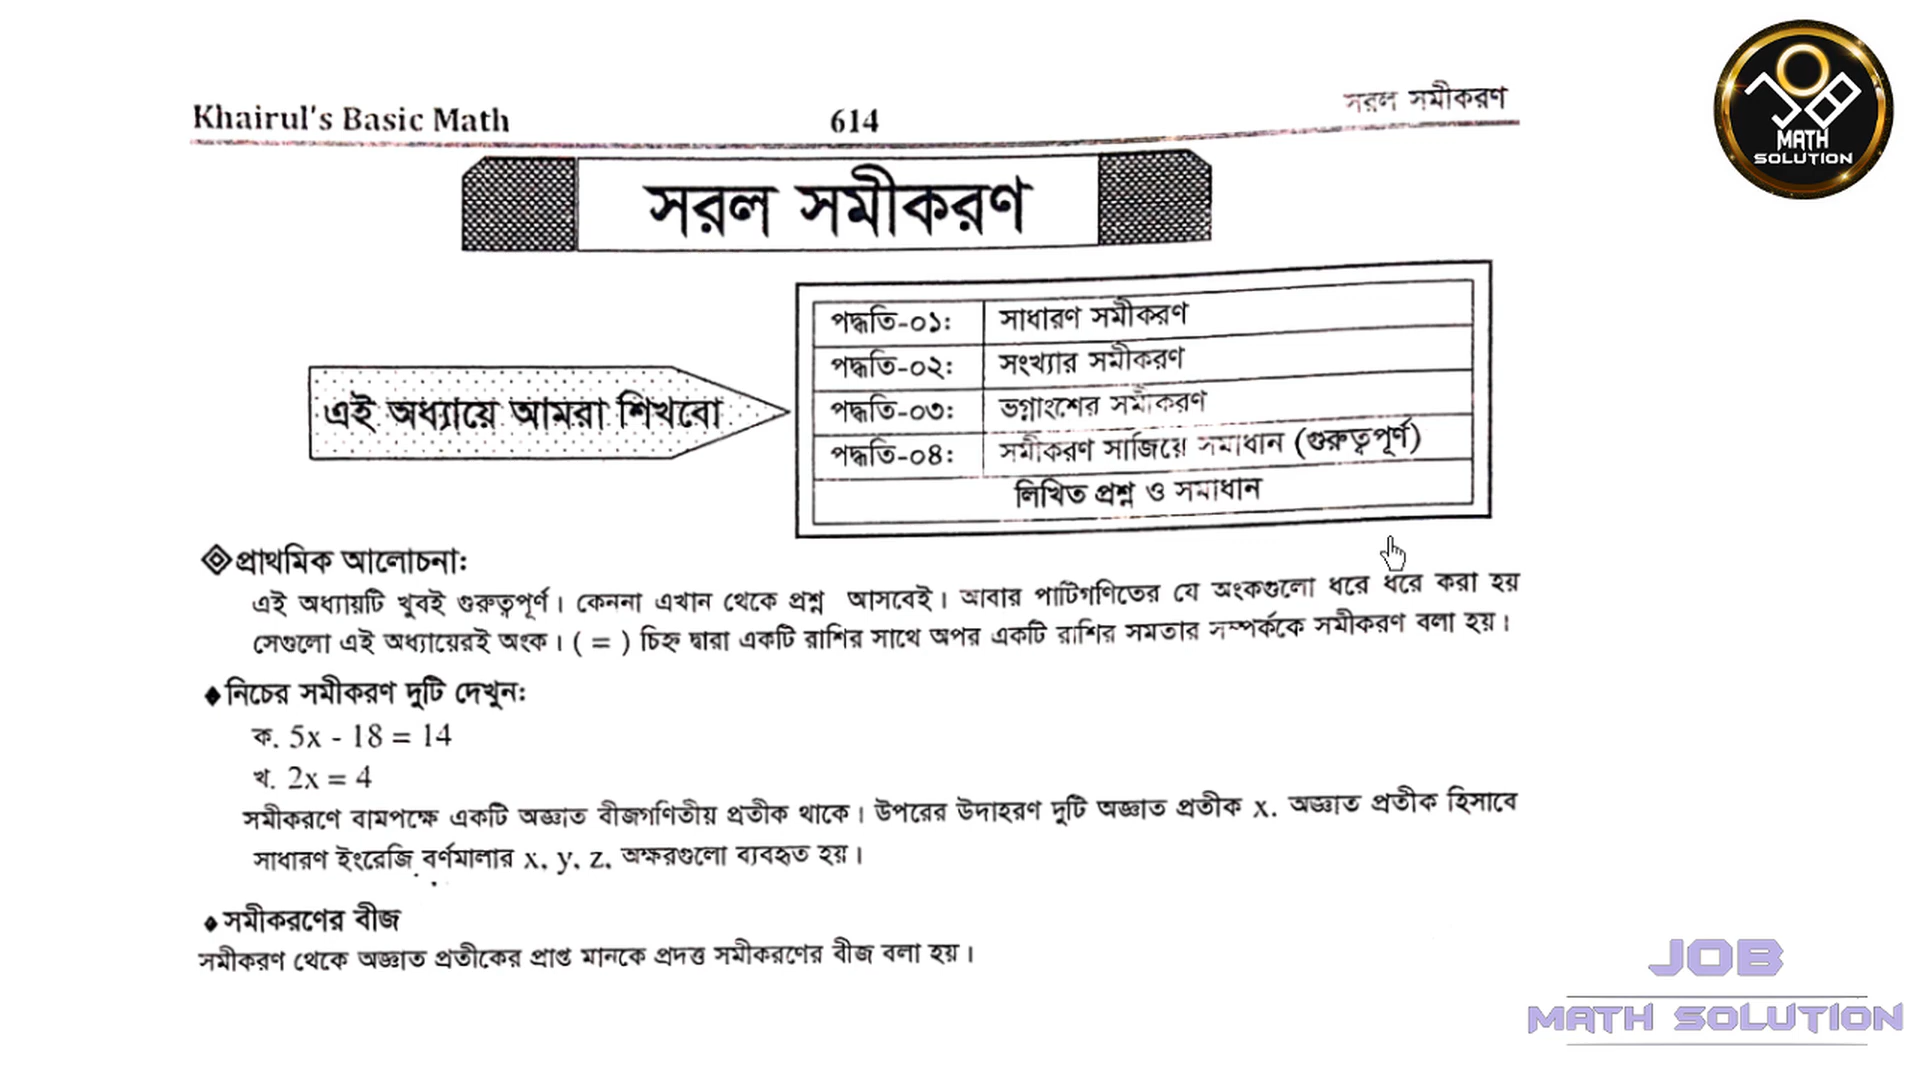 Khairul's Basic Math 614 সরল সমীকরণ
JOB
MATH
SOLUTION
সরল সমীকরণ
এই অধ্যায়ে আমরা শিখবো
পদ্ধতি-০১: সাধারণ সমীকরণ
পদ্ধতি-০২: সংখ্যার সমীকরণ
পদ্ধতি-০৩: ভগ্নাংশের সমীকরণ
পদ্ধতি-০৪: সমীকরণ সাজিয়ে সমাধান (গুরুত্বপূর্ণ)
লিখিত প্রশ্ন ও সমাধান
প্রাথমিক আলোচনা:
এই অধ্যায়টি খুবই গুরুত্বপূর্ণ। কেননা এখান থেকে প্রশ্ন আসবেই। আবার পাটিগণিতের যে অংকগুলো ধরে ধরে করা হয়
সেগুলো এই অধ্যায়েরই অংক। ( = ) চিহ্ন দ্বারা একটি রাশির সাথে অপর একটি রাশির সমতার সম্পর্ককে সমীকরণ বলা হয়।
♦নিচের সমীকরণ দুটি দেখুন:
ক. 5x - 18 = 14
খ. 2x = 4
সমীকরণে বামপক্ষে একটি অজ্ঞাত বীজগণিতীয় প্রতীক থাকে। উপরের উদাহরণ দুটি অজ্ঞাত প্রতীক x. অজ্ঞাত প্রতীক হিসাবে
সাধারণ ইংরেজি বর্ণমালার x, y, z, অক্ষরগুলো ব্যবহৃত হয়।
♦সমীকরণের বীজ
সমীকরণ থেকে অজ্ঞাত প্রতীকের প্রাপ্ত মানকে প্রদত্ত সমীকরণের বীজ বলা হয়।
JOB
MATH SOLUTION